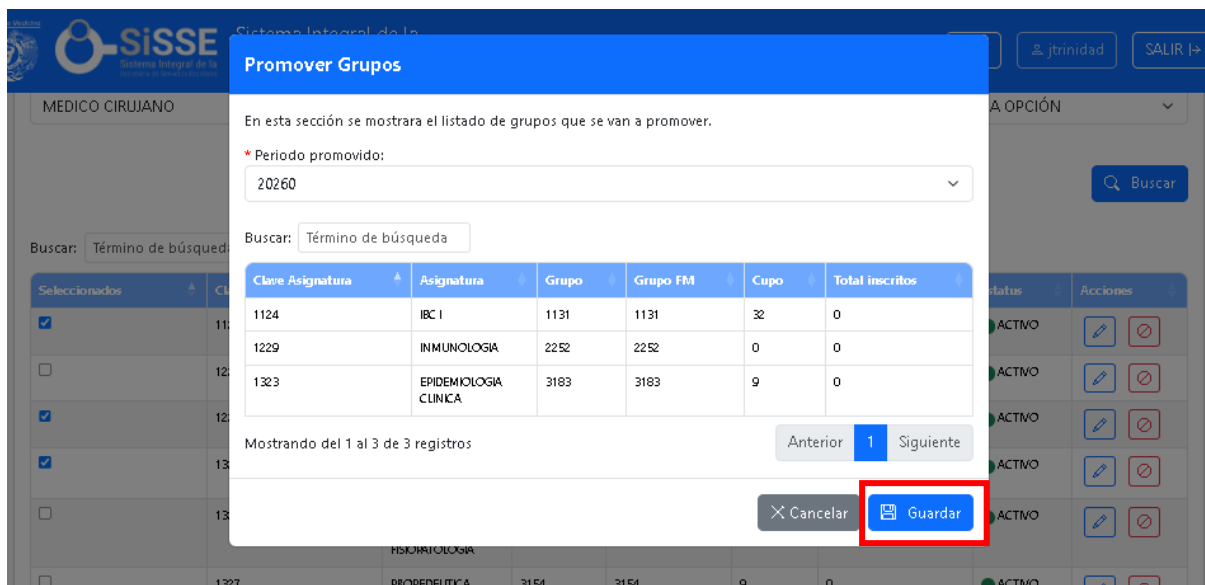 Sistema Integral de la
SiSSE
Sistema Integral de la
jtrinidad
SALIR
Promover Grupos
MEDICO CIRUJANO
A OPCIÓN
En esta sección se mostrara el listado de grupos que se van a promover.
* Periodo promovido:
20260
Buscar
Buscar: Término de búsqueda
Buscar: Término de búsqued
Clave Asignatura Asignatura Grupo Grupo FM Cupo Total inscritos
Seleccionados status Acciones
1124 IBC I 1131 1131 32 0
ACTIVO
1229 INMUNOLOGIA 2252 2252 0 0
ACTIVO
1323 EPIDEMIOLOGIA CLINICA 3183 3183 9 0
ACTIVO
Mostrando del 1 al 3 de 3 registros
Anterior 1 Siguiente
ACTIVO
Cancelar Guardar
ACTIVO
FISIOPATOLOGIA
1327 PROPEDEUTICA 3154 3154 9 0 ACTIVO